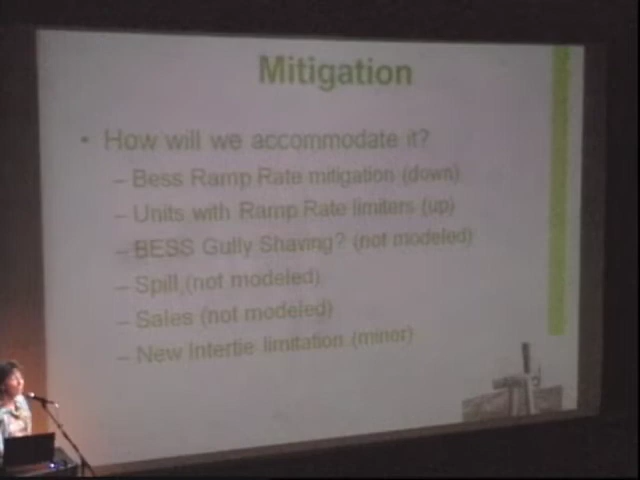 Mitigation
• How will we accommodate it?
– Bess Ramp Rate mitigation (down)
– Units with Ramp Rate limiters (up)
– BESS Gully Shaving? (not modeled)
– Spill (not modeled)
– Sales (not modeled)
– New Intertie limitation (minor)